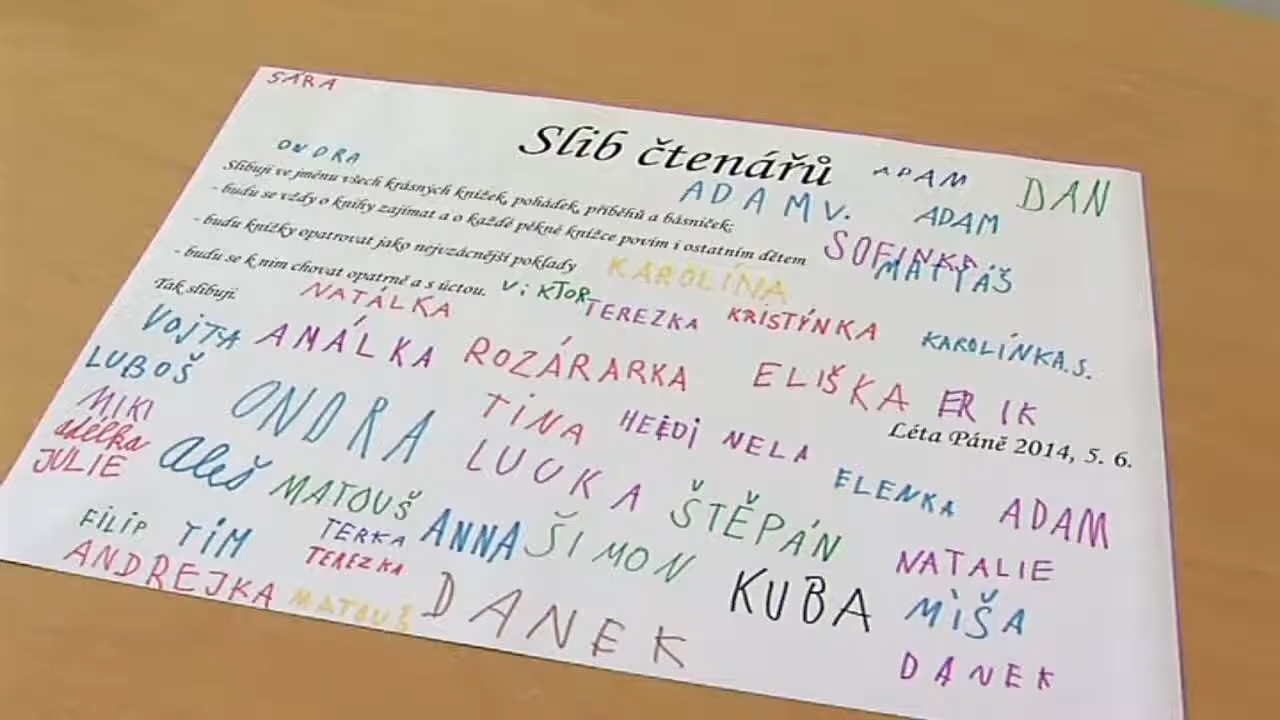 SÁRA
Slib čtenářů
ONDRA
ADAM
DAN
Slibuji ve jménu všech krásných knížek, pohádek, příběhů a básniček:
ADAM V.
ADAM
- budu se vždy o knihy zajímat a o každé pěkné knížce povím i ostatním dětem
SOFINKA
MATYÁŠ
- budu knížky opatrovat jako nejvzácnější poklady
KAROLÍNA
- budu se k nim chovat opatrně a s úctou.
VIKTOR
Tak slibuji.
NATÁLKA
TEREZKA
KRISTÝNKA
KAROLÍNKA.S.
VOJTA
AMÁLKA
ROZÁRARKA
ELIŠKA
ERIK
LUBOŠ
ONDRA
TINA
HEIDI
NELA
Léta Páně 2014, 5. 6.
MIKI
adélka
JULIE
Aleš
LUUKA
ELENKA
ADAM
MATOUŠ
ŠTĚPÁN
FILIP
TIM
TERKA
ANNA
ŠIMON
NATALIE
ANDREJKA
TEREZKA
MATOUŠ
DANEK
KUBA
MIŠA
DANEK